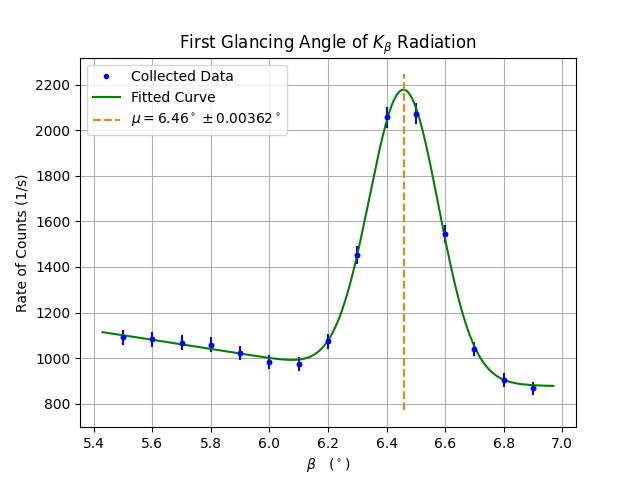 First Glancing Angle of Kβ Radiation
Collected Data
Fitted Curve
μ = 6.46° ± 0.00362°
Rate of Counts (1/s)
2200
2000
1800
1600
1400
1200
1000
800
5.4 5.6 5.8 6.0 6.2 6.4 6.6 6.8 7.0
β (°)